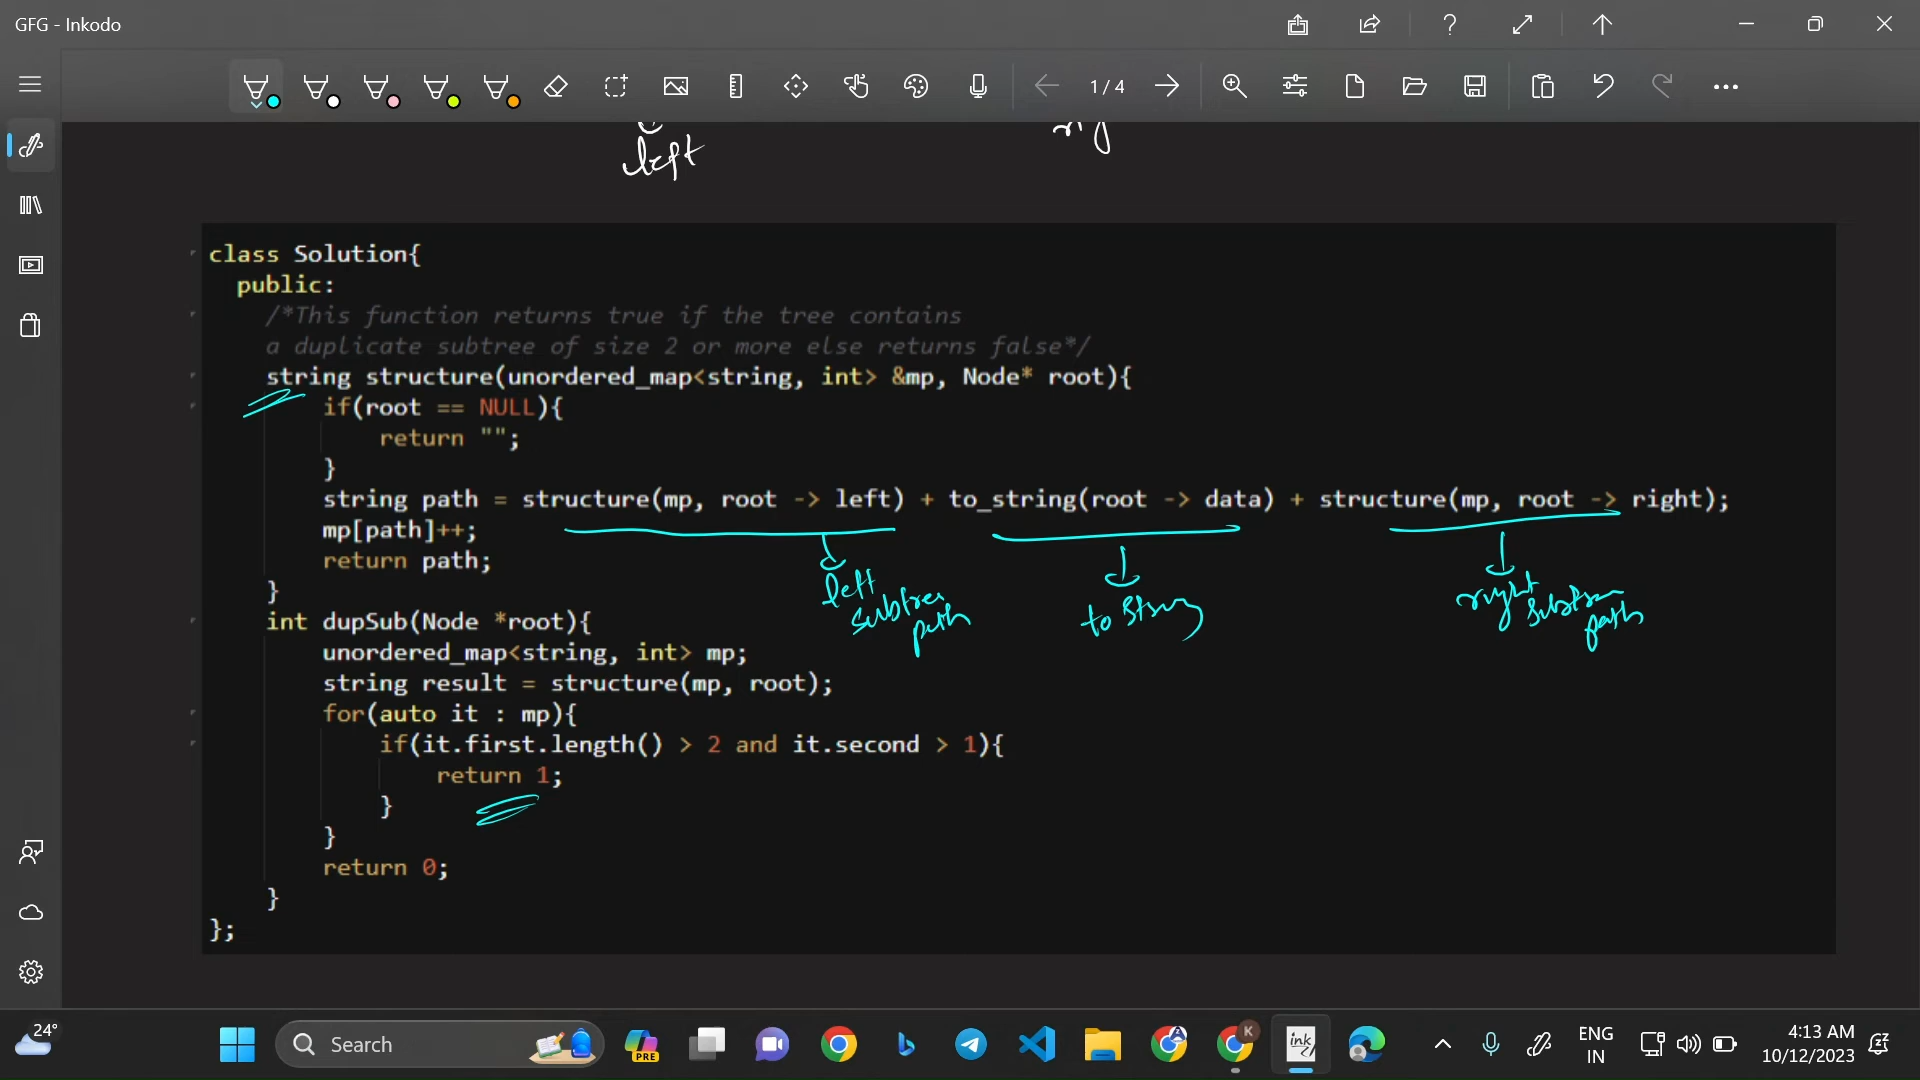 GFG - Inkodo
1 / 4
left
class Solution{
public:
/*This function returns true if the tree contains
a duplicate subtree of size 2 or more else returns false*/
string structure(unordered_map<string, int> &mp, Node* root){
if(root == NULL){
return "";
}
string path = structure(mp, root -> left) + to_string(root -> data) + structure(mp, root -> right);
mp[path]++;
return path;
}
left
subtree
path
to string
right
subtree
path
int dupSub(Node *root){
unordered_map<string, int> mp;
string result = structure(mp, root);
for(auto it : mp){
if(it.first.length() > 2 and it.second > 1){
return 1;
}
}
return 0;
}
};
24°
Search
PRE
K
ink
ENG
IN
4:13 AM
10/12/2023